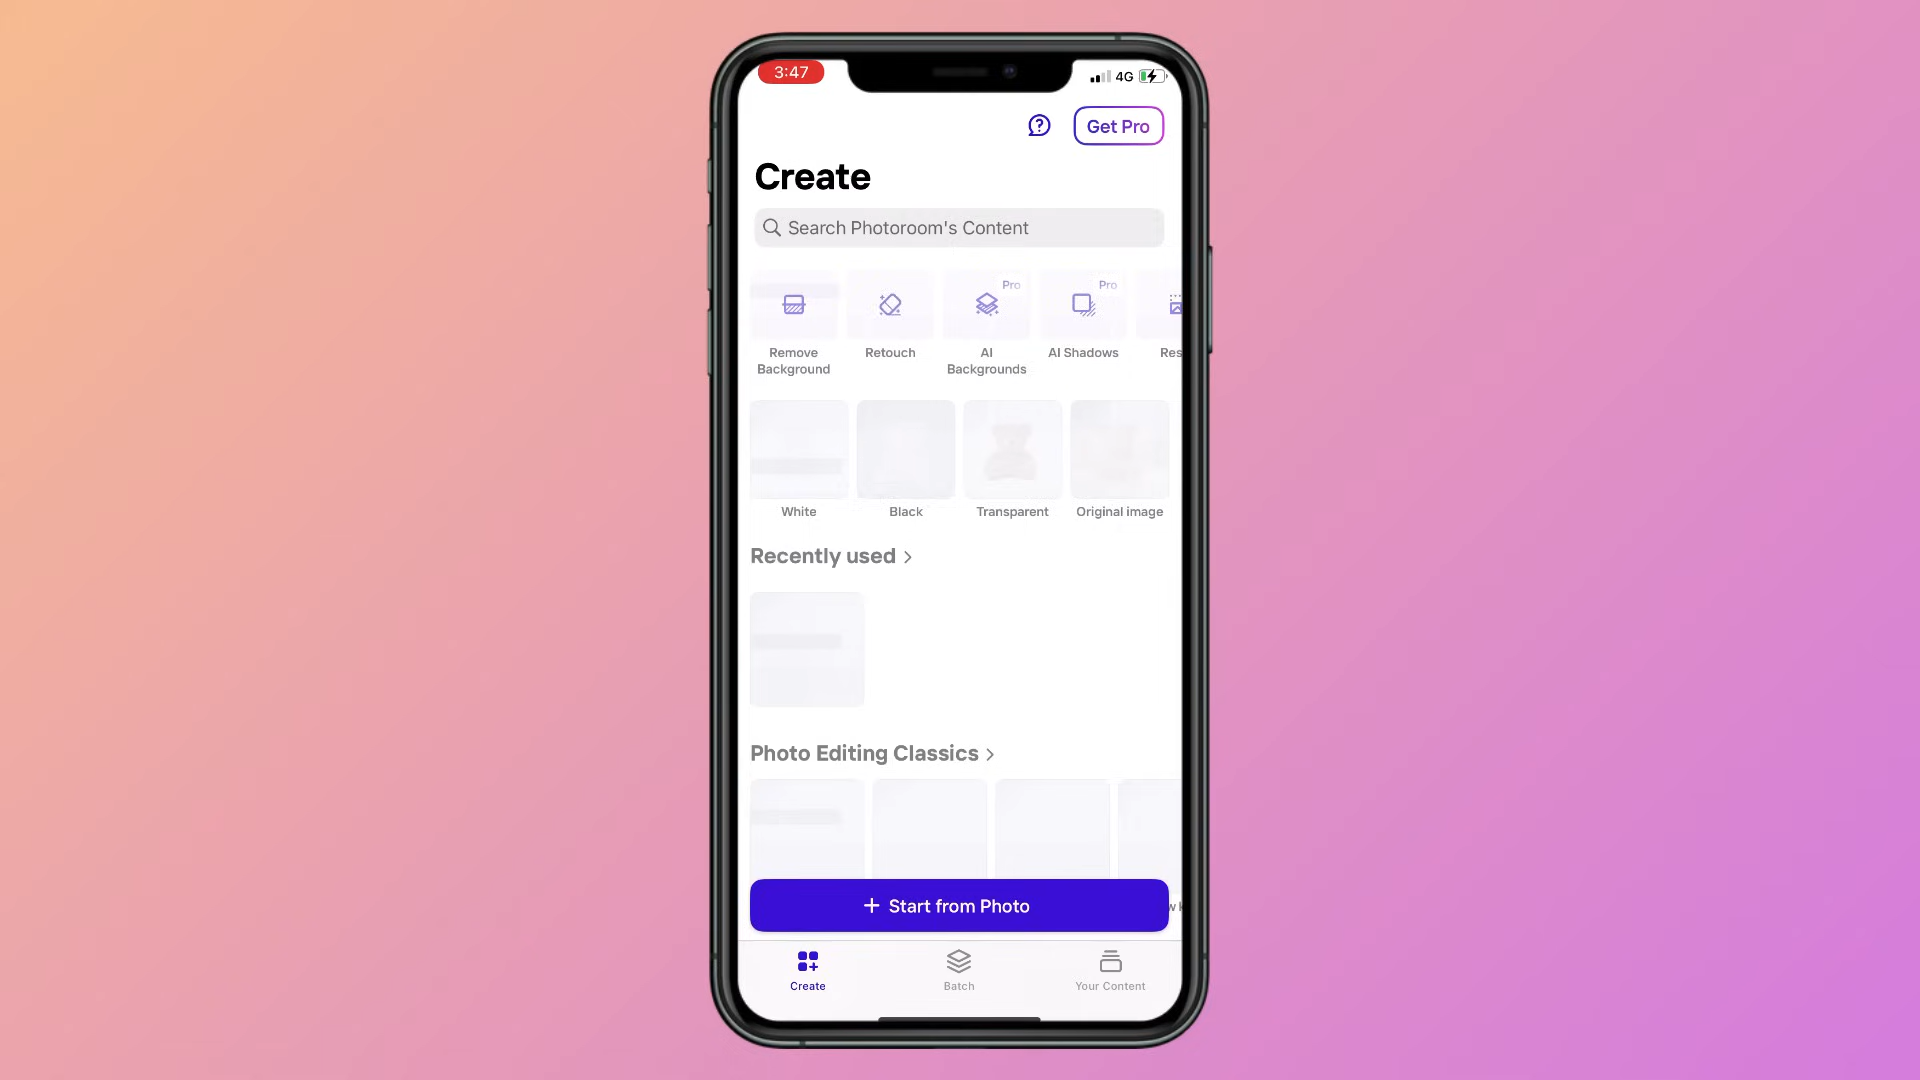 3:47
4G
Get Pro
Create
Search Photoroom's Content
Pro
Pro
Remove
Background
Retouch
AI
Backgrounds
AI Shadows
Res
White
Black
Transparent
Original image
Recently used
Photo Editing Classics
Start from Photo
Create
Batch
Your Content